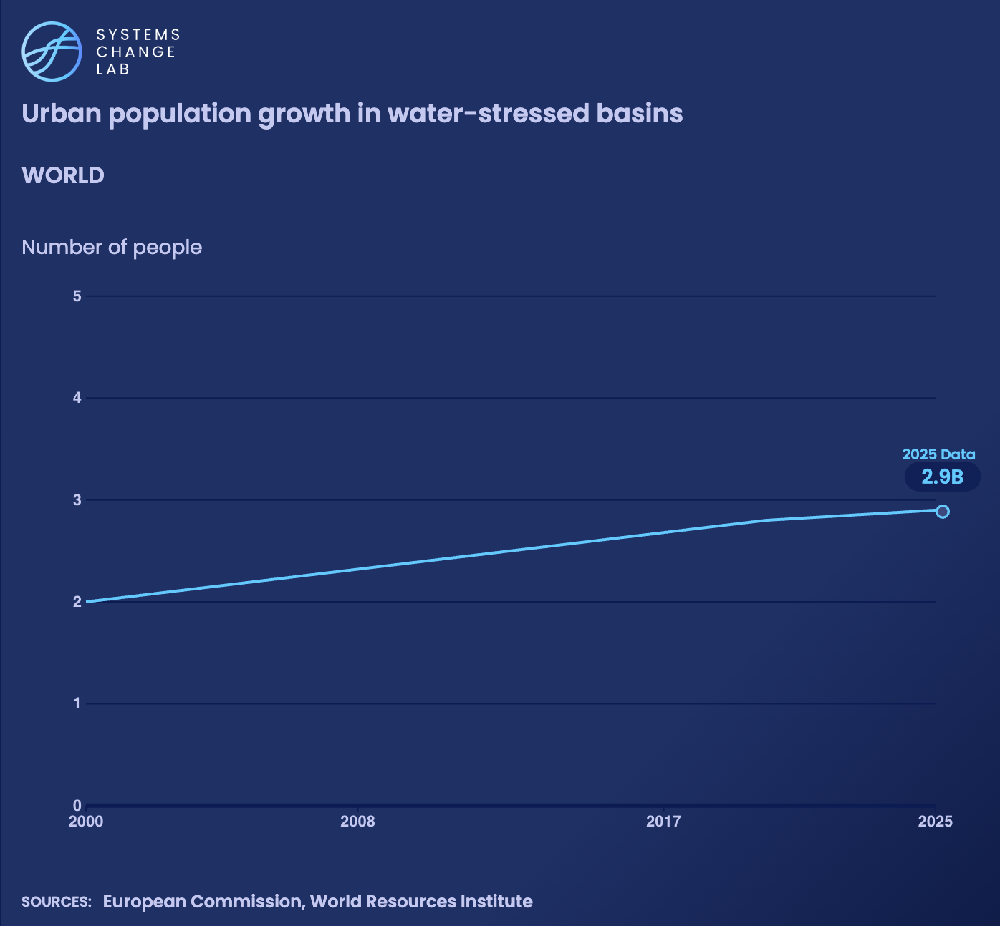 SYSTEMS
CHANGE
LAB
Urban population growth in water-stressed basins
WORLD
Number of people
5
4
2025 Data
2.9B
3
2
1
0
2000 2008 2017 2025
SOURCES: European Commission, World Resources Institute